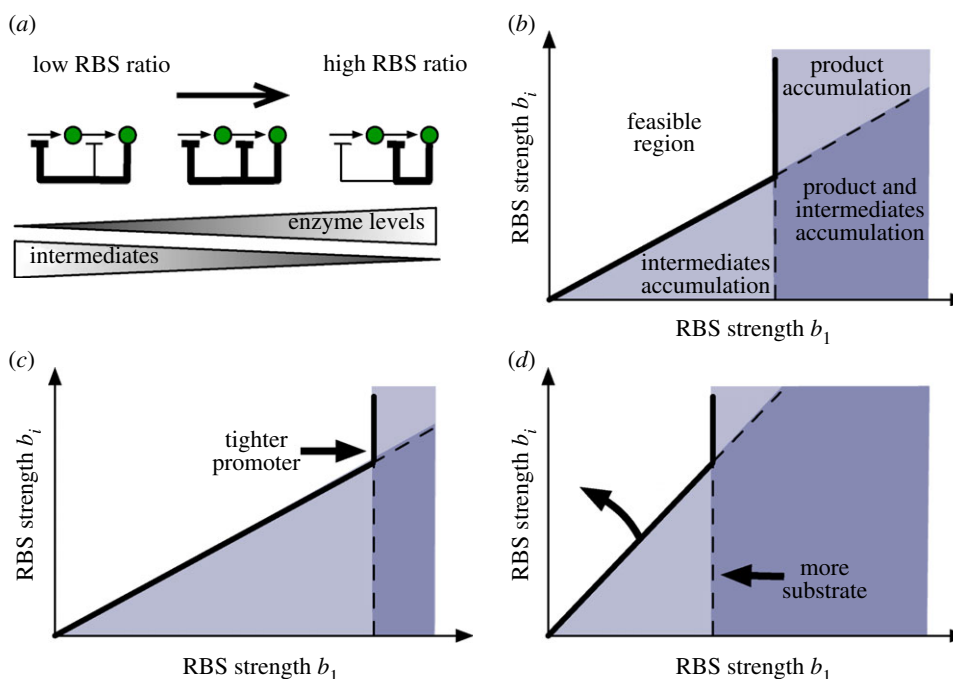 (a)
low RBS ratio
high RBS ratio
enzyme levels
intermediates
(b)
RBS strength b_i
feasible
region
product
accumulation
product and
intermediates
accumulation
intermediates
accumulation
RBS strength b_1
(c)
RBS strength b_i
tighter
promoter
RBS strength b_1
(d)
RBS strength b_i
more
substrate
RBS strength b_1